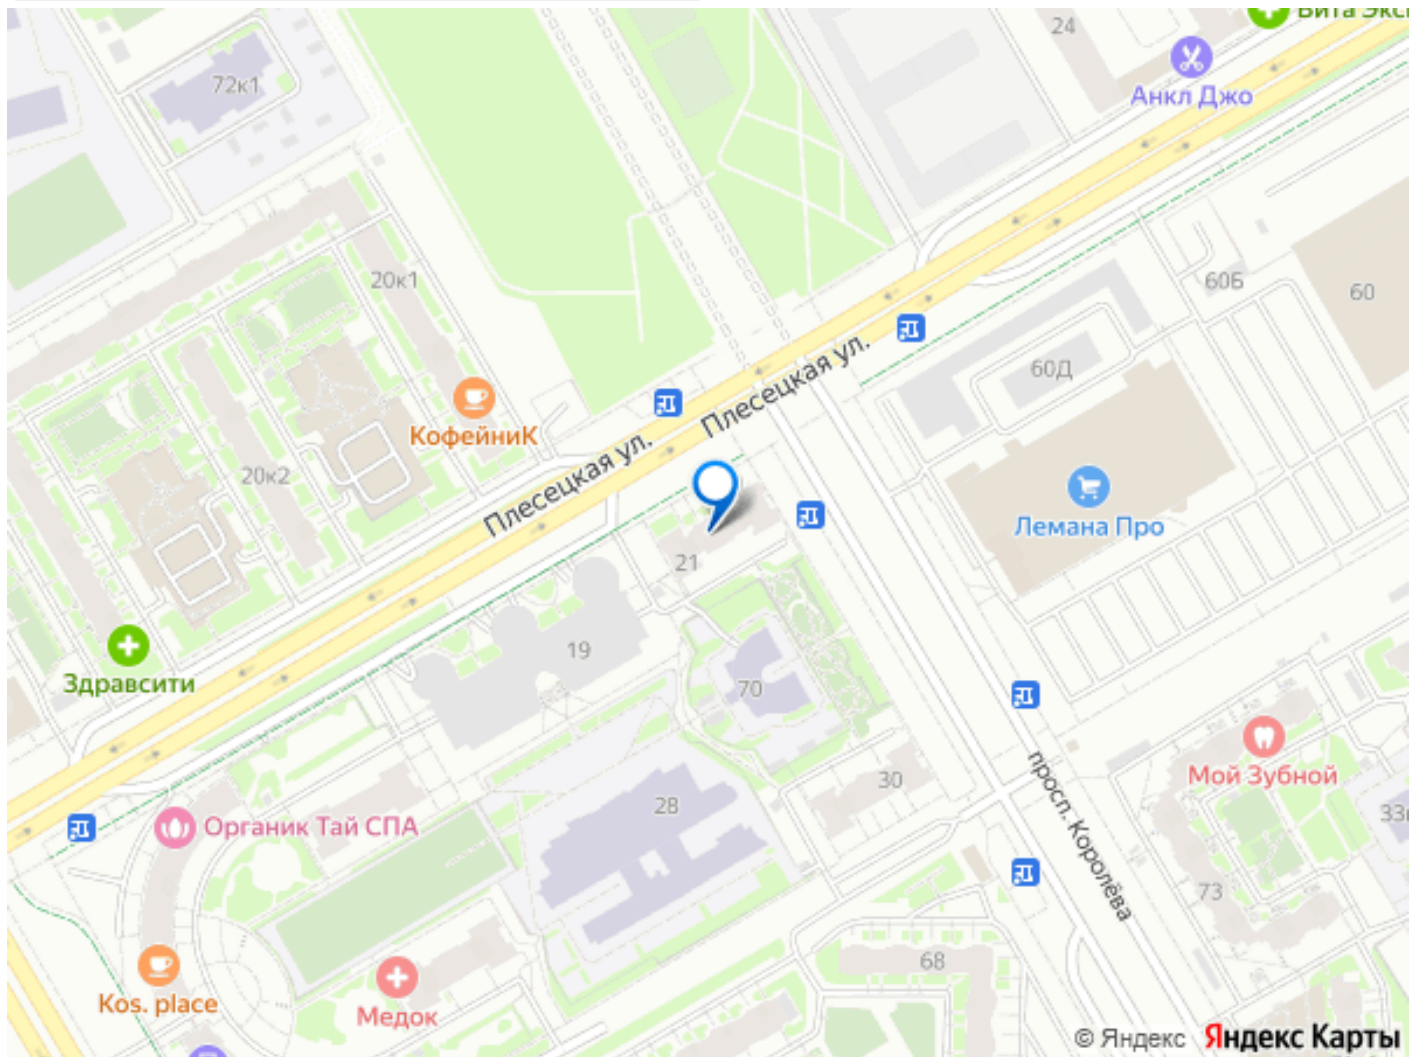 24
Вита Экс
72к1
Анкл Джо
20к1
60Б
60
Плесецкая ул.
60Д
КофейниК
Плесецкая ул.
20к2
Лемана Про
21
19
Здравсити
70
Мой Зубной
просп. Королёва
30
28
Органик Тай СПА
33
73
68
Kos. place
Медок
© Яндекс Яндекс Карты